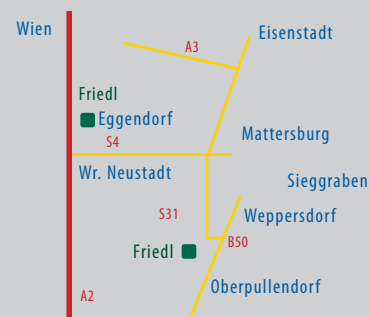 Wien
Eisenstadt
A3
Friedl
Eggendorf
S4
Mattersburg
Wr. Neustadt
Sieggraben
S31
Weppersdorf
B50
Friedl
Oberpullendorf
A2